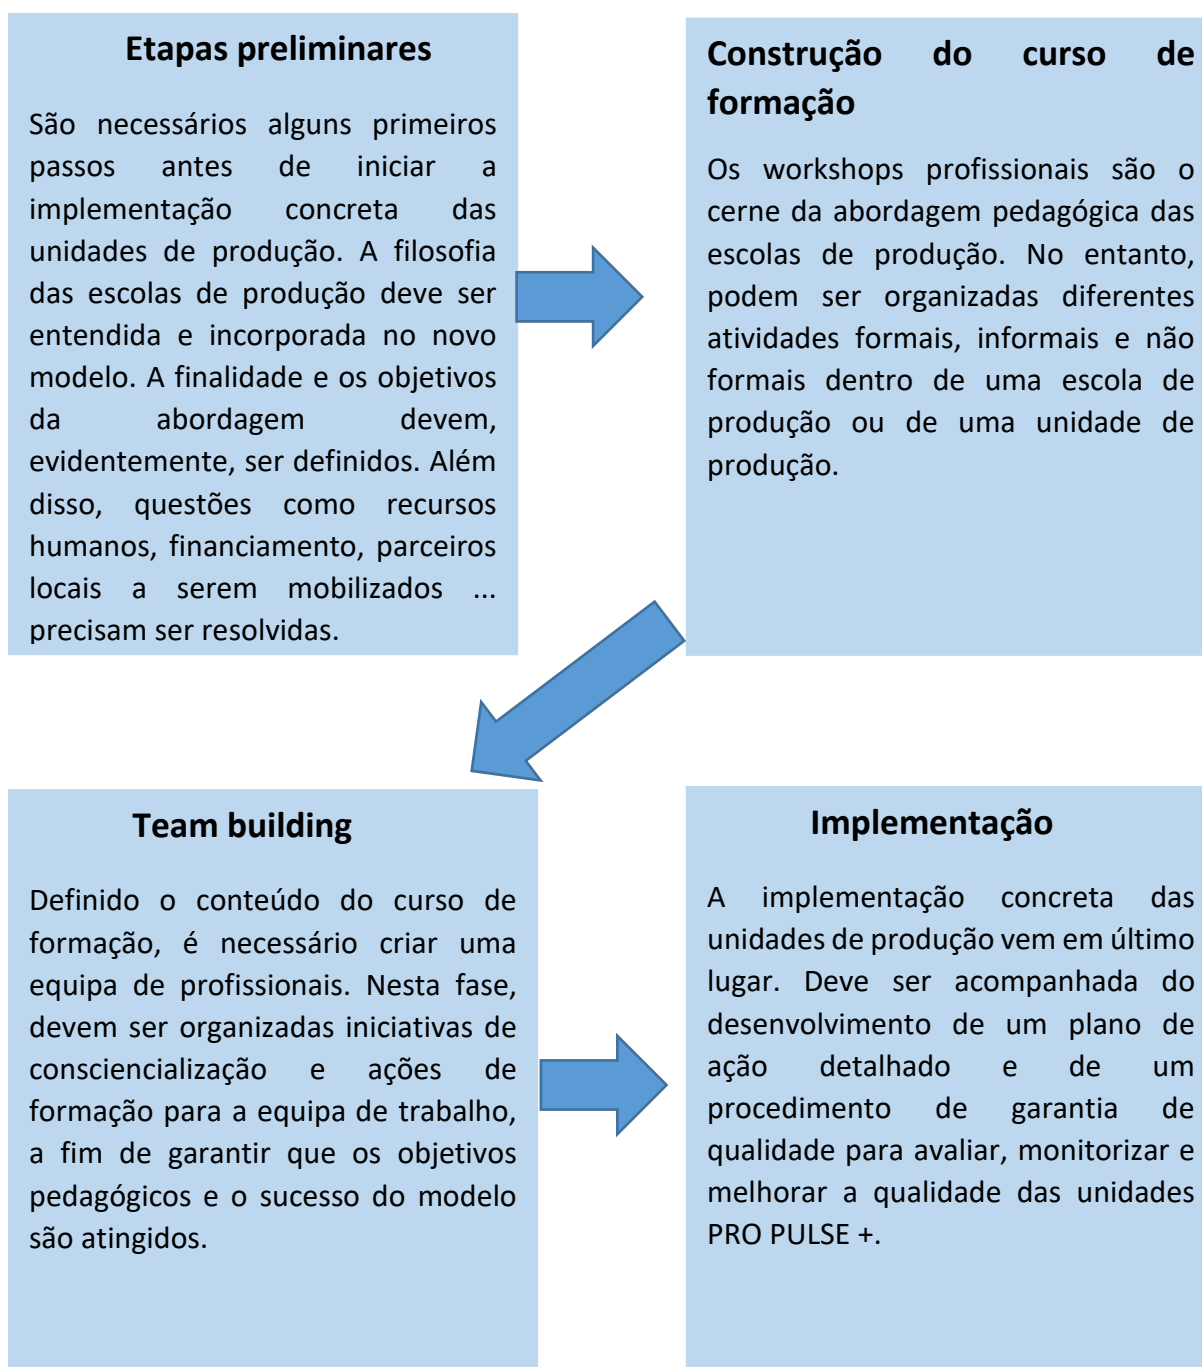 Etapas preliminares
São necessários alguns primeiros
passos antes de iniciar a
implementação concreta das
unidades de produção. A filosofia
das escolas de produção deve ser
entendida e incorporada no novo
modelo. A finalidade e os objetivos
da abordagem devem,
evidentemente, ser definidos. Além
disso, questões como recursos
humanos, financiamento, parceiros
locais a serem mobilizados ...
precisam ser resolvidas.
Construção do curso de
formação
Os workshops profissionais são o
cerne da abordagem pedagógica das
escolas de produção. No entanto,
podem ser organizadas diferentes
atividades formais, informais e não
formais dentro de uma escola de
produção ou de uma unidade de
produção.
Team building
Definido o conteúdo do curso de
formação, é necessário criar uma
equipa de profissionais. Nesta fase,
devem ser organizadas iniciativas de
consciencialização e ações de
formação para a equipa de trabalho,
a fim de garantir que os objetivos
pedagógicos e o sucesso do modelo
são atingidos.
Implementação
A implementação concreta das
unidades de produção vem em último
lugar. Deve ser acompanhada do
desenvolvimento de um plano de
ação detalhado e de um
procedimento de garantia de
qualidade para avaliar, monitorizar e
melhorar a qualidade das unidades
PRO PULSE +.